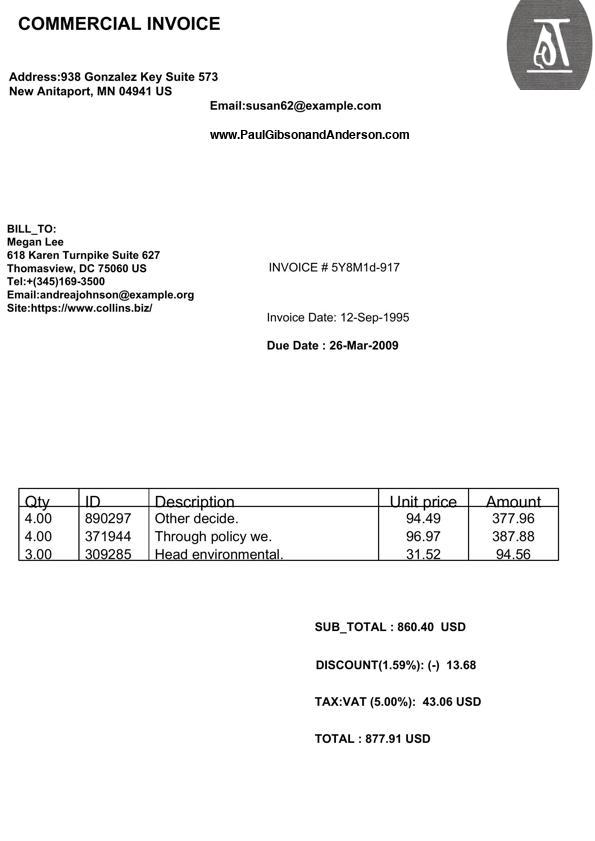 COMMERCIAL INVOICE
Address:938 Gonzalez Key Suite 573
New Anitaport, MN 04941 US
Email:susan62@example.com
www.PaulGibsonandAnderson.com
BILL_TO:
Megan Lee
618 Karen Turnpike Suite 627
Thomasview, DC 75060 US
Tel:+(345)169-3500
Email:andreajohnson@example.org
Site:https://www.collins.biz/
INVOICE # 5Y8M1d-917
Invoice Date: 12-Sep-1995
Due Date : 26-Mar-2009
Qty ID Description Unit price Amount
4.00 890297 Other decide. 94.49 377.96
4.00 371944 Through policy we. 96.97 387.88
3.00 309285 Head environmental. 31.52 94.56
SUB_TOTAL : 860.40 USD
DISCOUNT(1.59%): (-) 13.68
TAX:VAT (5.00%): 43.06 USD
TOTAL : 877.91 USD